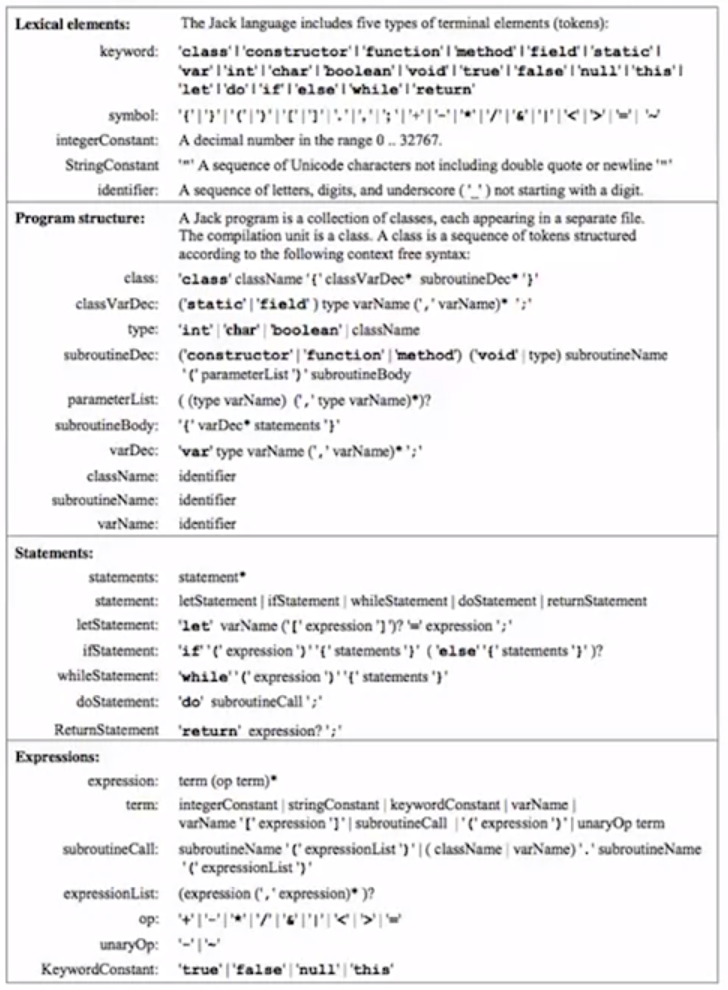 Lexical elements: The Jack language includes five types of terminal elements (tokens):
keyword: 'class'|'constructor'|'function'|'method'|'field'|'static'|
'var'|'int'|'char'|'boolean'|'void'|'true'|'false'|'null'|'this'|
'let'|'do'|'if'|'else'|'while'|'return'
symbol: '{'|'}'|'('|')'|'['|']'|'.'|','|';'|'+'|'-'|'*'|'/'|'&'|'|'|'<'|'>'|'='|'~'
integerConstant: A decimal number in the range 0 .. 32767.
StringConstant '"' A sequence of Unicode characters not including double quote or newline '"'
identifier: A sequence of letters, digits, and underscore ('_') not starting with a digit.
Program structure: A Jack program is a collection of classes, each appearing in a separate file.
The compilation unit is a class. A class is a sequence of tokens structured
according to the following context free syntax:
class: 'class' className '{' classVarDec* subroutineDec* '}'
classVarDec: ('static'|'field') type varName (',' varName)* ';'
type: 'int'|'char'|'boolean'|className
subroutineDec: ('constructor'|'function'|'method') ('void'|type) subroutineName
'(' parameterList ')' subroutineBody
parameterList: ( (type varName) (',' type varName)*)?
subroutineBody: '{' varDec* statements '}'
varDec: 'var' type varName (',' varName)* ';'
className: identifier
subroutineName: identifier
varName: identifier
Statements:
statements: statement*
statement: letStatement | ifStatement | whileStatement | doStatement | returnStatement
letStatement: 'let' varName ('[' expression ']')? '=' expression ';'
ifStatement: 'if' '(' expression ')' '{' statements '}' ( 'else' '{' statements '}' )?
whileStatement: 'while' '(' expression ')' '{' statements '}'
doStatement: 'do' subroutineCall ';'
ReturnStatement 'return' expression? ';'
Expressions:
expression: term (op term)*
term: integerConstant | stringConstant | keywordConstant | varName |
varName '[' expression ']' | subroutineCall | '(' expression ')' | unaryOp term
subroutineCall: subroutineName '(' expressionList ')' | ( className | varName) '.' subroutineName
'(' expressionList ')'
expressionList: (expression (',' expression)* )?
op: '+'|'-'|'*'|'/'|'&'|'|'|'<'|'>'|'='
unaryOp: '-'|'~'
KeywordConstant: 'true'|'false'|'null'|'this'